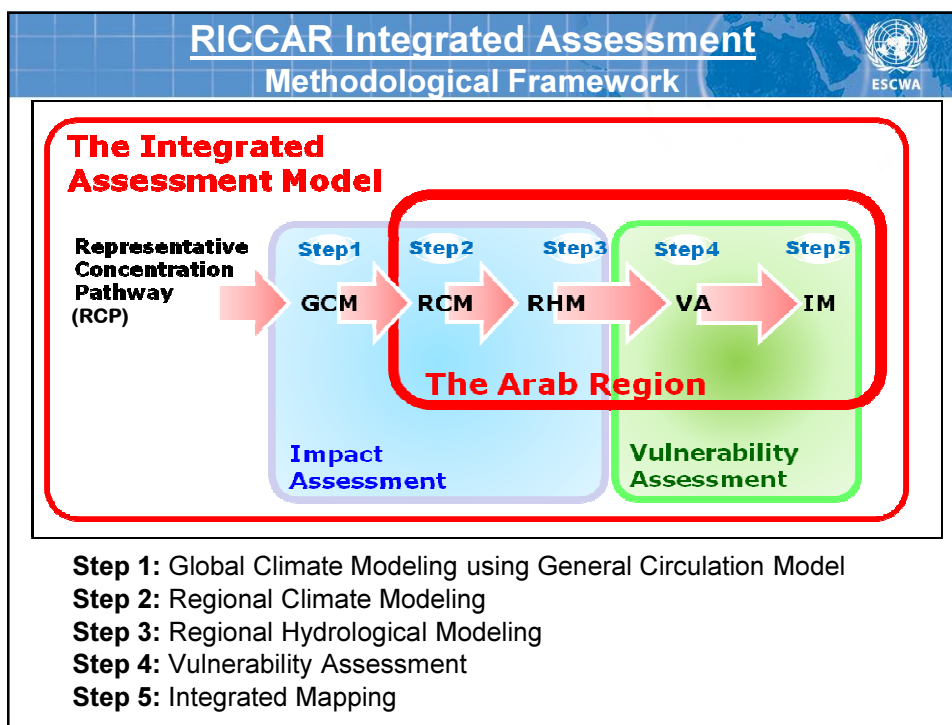 RICCAR Integrated Assessment
Methodological Framework
ESCWA
The Integrated
Assessment Model
Representative
Concentration
Pathway
(RCP)
Step1
Step2
Step3
Step4
Step5
GCM
RCM
RHM
VA
IM
The Arab Region
Impact
Assessment
Vulnerability
Assessment
Step 1: Global Climate Modeling using General Circulation Model
Step 2: Regional Climate Modeling
Step 3: Regional Hydrological Modeling
Step 4: Vulnerability Assessment
Step 5: Integrated Mapping